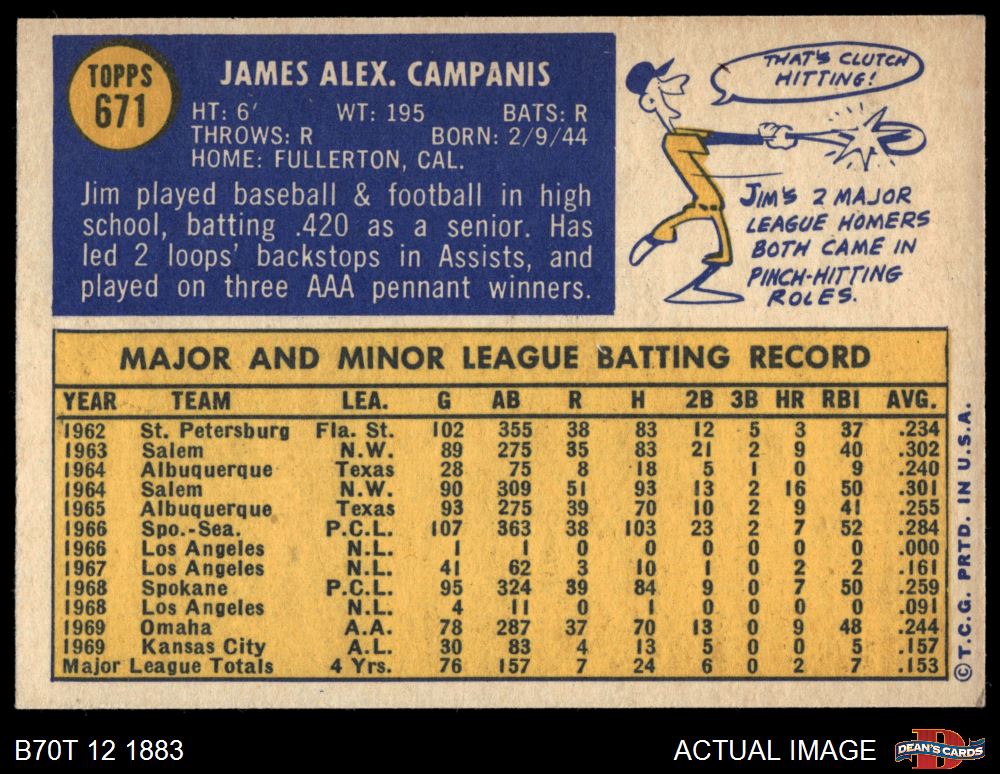 TOPPS
671
JAMES ALEX. CAMPANIS
HT: 6' WT: 195 BATS: R
THROWS: R BORN: 2/9/44
HOME: FULLERTON, CAL.
Jim played baseball & football in high
school, batting .420 as a senior. Has
led 2 loops' backstops in Assists, and
played on three AAA pennant winners.
THAT'S CLUTCH
HITTING!
JIM'S 2 MAJOR
LEAGUE HOMERS
BOTH CAME IN
PINCH-HITTING
ROLES.
MAJOR AND MINOR LEAGUE BATTING RECORD
YEAR TEAM LEA. G AB R H 2B 3B HR RBI AVG.
1962 St. Petersburg Fla. St. 102 355 38 83 12 5 3 37 .234
1963 Salem N.W. 89 275 35 83 21 2 9 40 .302
1964 Albuquerque Texas 28 75 8 18 5 1 0 9 .240
1964 Salem N.W. 90 309 51 93 13 2 16 50 .301
1965 Albuquerque Texas 93 275 39 70 10 2 9 41 .255
1966 Spo.-Sea. P.C.L. 107 363 38 103 23 2 7 52 .284
1966 Los Angeles N.L. 1 1 0 0 0 0 0 0 .000
1967 Los Angeles N.L. 41 62 3 10 1 0 2 2 .161
1968 Spokane P.C.L. 95 324 39 84 9 0 7 50 .259
1968 Los Angeles N.L. 4 11 0 1 0 0 0 0 .091
1969 Omaha A.A. 78 287 37 70 13 0 9 48 .244
1969 Kansas City A.L. 30 83 4 13 5 0 0 5 .157
Major League Totals 4 Yrs. 76 157 7 24 6 0 2 7 .153
© T.C.G. PRTD. IN U.S.A.
B70T 12 1883
ACTUAL IMAGE
DEAN'S CARDS